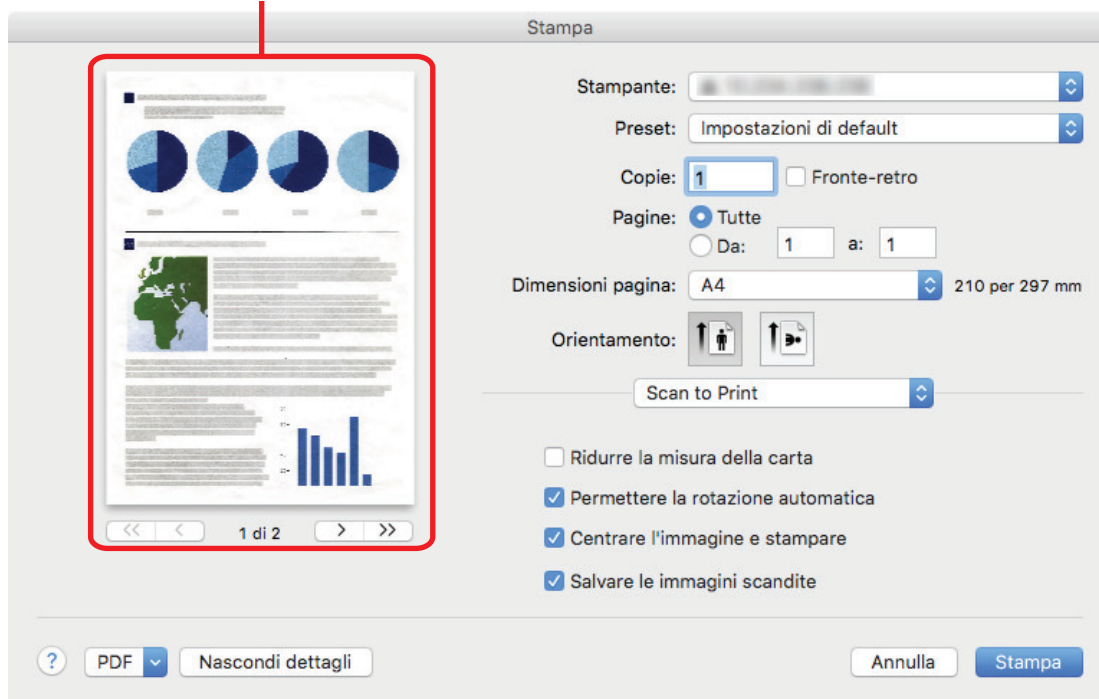 Stampa
Stampante:
Preset: Impostazioni di default
Copie: 1 Fronte-retro
Pagine: Tutte
Da: 1 a: 1
Dimensioni pagina: A4 210 per 297 mm
Orientamento:
Scan to Print
Ridurre la misura della carta
Permettere la rotazione automatica
Centrare l'immagine e stampare
Salvare le immagini scandite
<< < 1 di 2 > >>
? PDF Nascondi dettagli Annulla Stampa